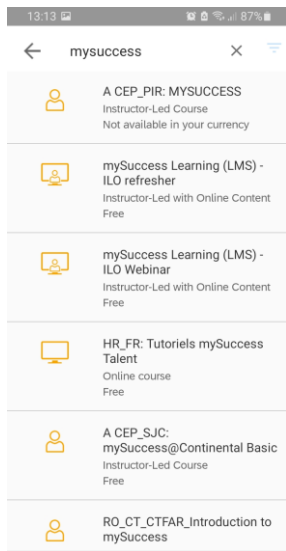 13:13 87%
mysuccess
A CEP_PIR: MYSUCCESS
Instructor-Led Course
Not available in your currency
mySuccess Learning (LMS) -
ILO refresher
Instructor-Led with Online Content
Free
mySuccess Learning (LMS) -
ILO Webinar
Instructor-Led with Online Content
Free
HR_FR: Tutoriels mySuccess
Talent
Online course
Free
A CEP_SJC:
mySuccess@Continental Basic
Instructor-Led Course
Free
RO_CT_CTFAR_Introduction to
mySuccess